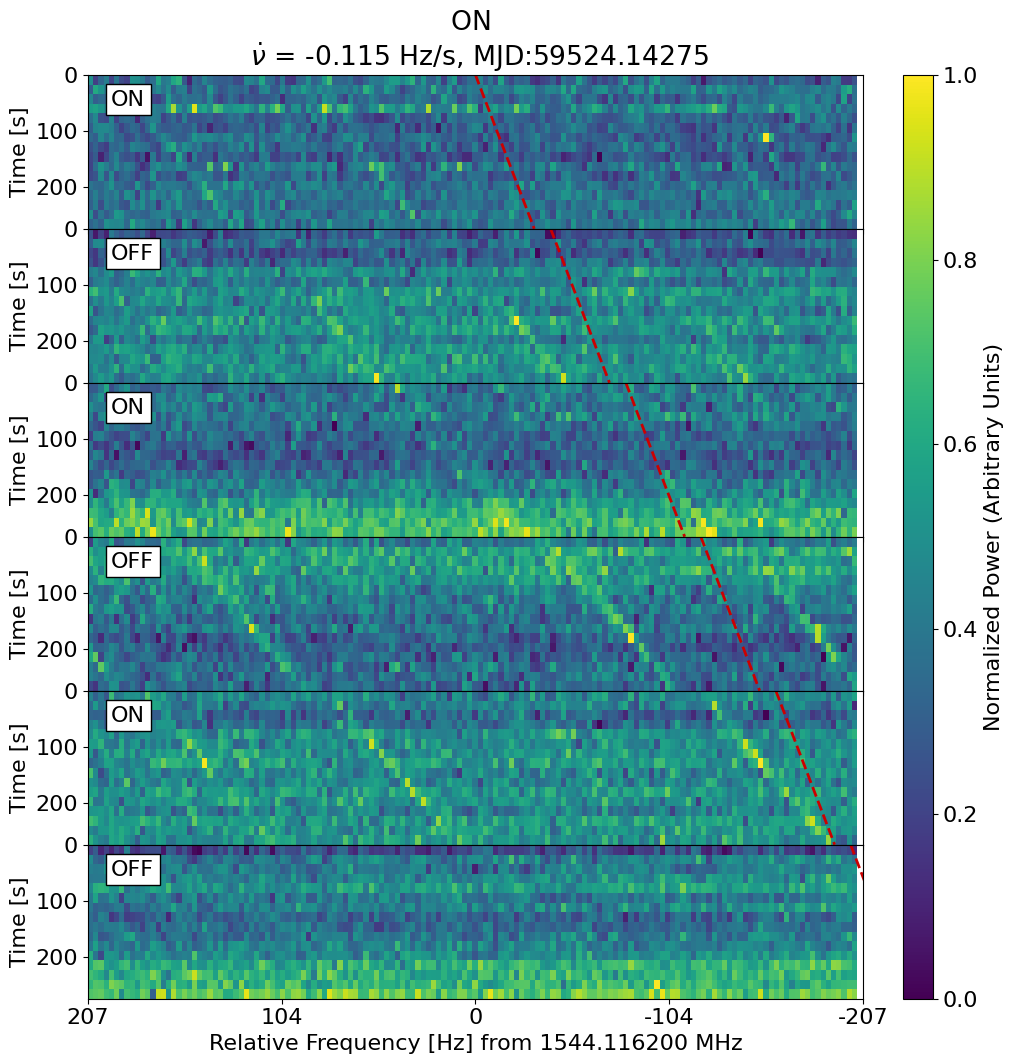 ON
ν̇ = -0.115 Hz/s, MJD:59524.14275
0
ON
100
Time [s]
200
0
OFF
100
Time [s]
200
0
ON
100
Time [s]
200
0
OFF
100
Time [s]
200
0
ON
100
Time [s]
200
0
OFF
100
Time [s]
200
207 104 0 -104 -207
Relative Frequency [Hz] from 1544.116200 MHz
1.0
0.8
0.6
0.4
0.2
0.0
Normalized Power (Arbitrary Units)